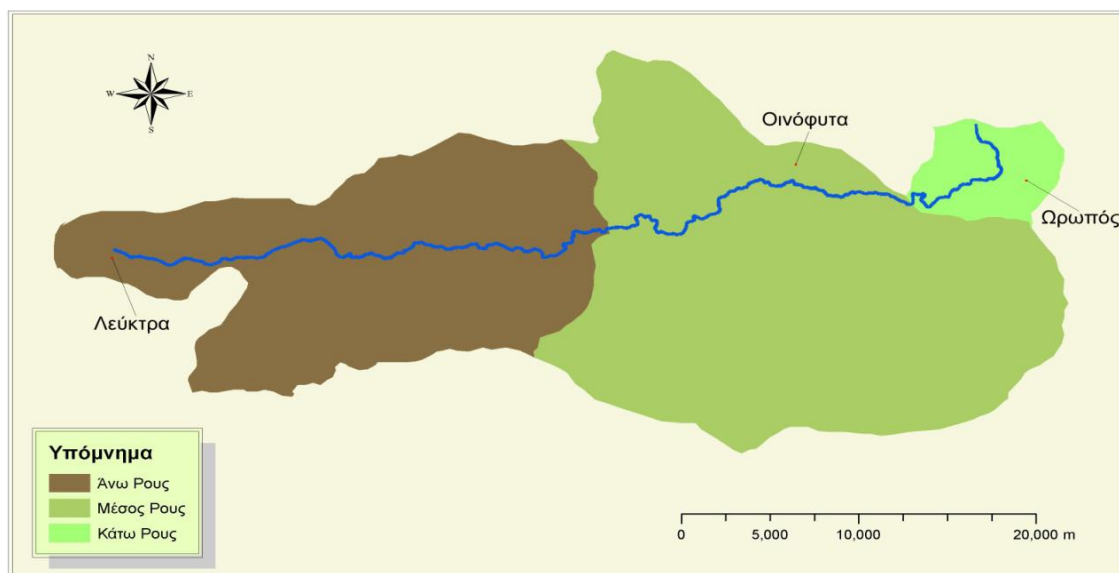 N
W E
S
Οινόφυτα
Ωρωπός
Λεύκτρα
Υπόμνημα
Άνω Ρους
Μέσος Ρους
Κάτω Ρους
0 5,000 10,000 20,000 m